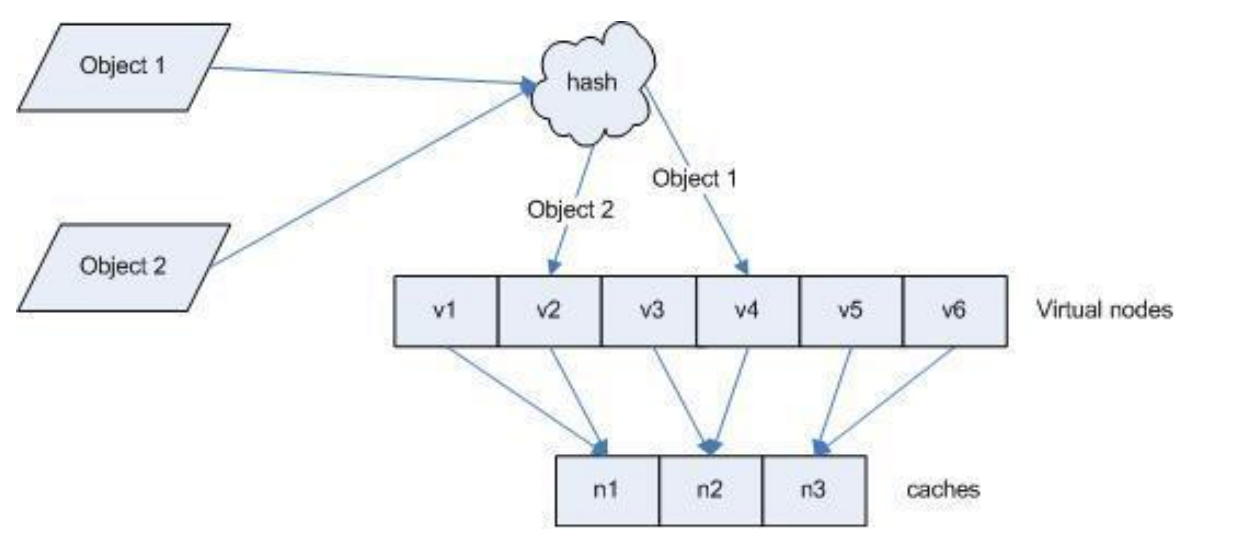 Object 1
hash
Object 1
Object 2
Object 2
v1 v2 v3 v4 v5 v6 Virtual nodes
n1 n2 n3 caches